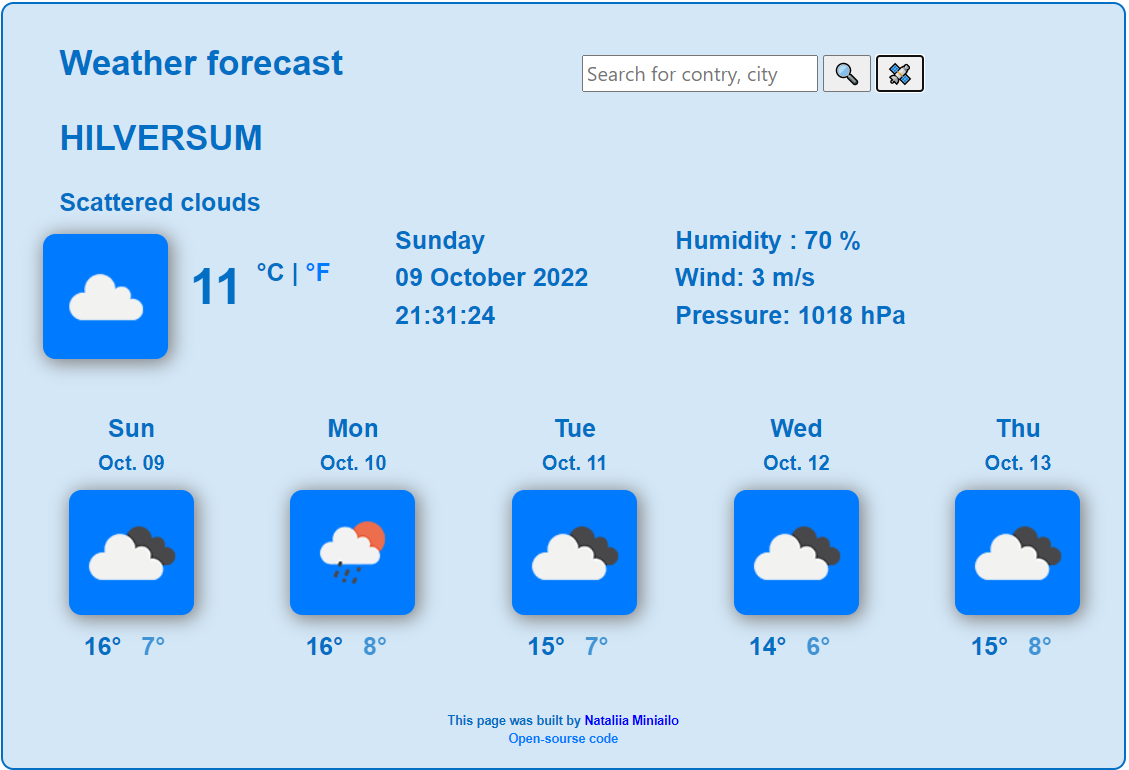 Weather forecast
Search for contry, city
HILVERSUM
Scattered clouds
11 °C | °F
Sunday
09 October 2022
21:31:24
Humidity : 70 %
Wind: 3 m/s
Pressure: 1018 hPa
Sun Mon Tue Wed Thu
Oct. 09 Oct. 10 Oct. 11 Oct. 12 Oct. 13
16° 7° 16° 8° 15° 7° 14° 6° 15° 8°
This page was built by Nataliia Miniailo
Open-sourse code